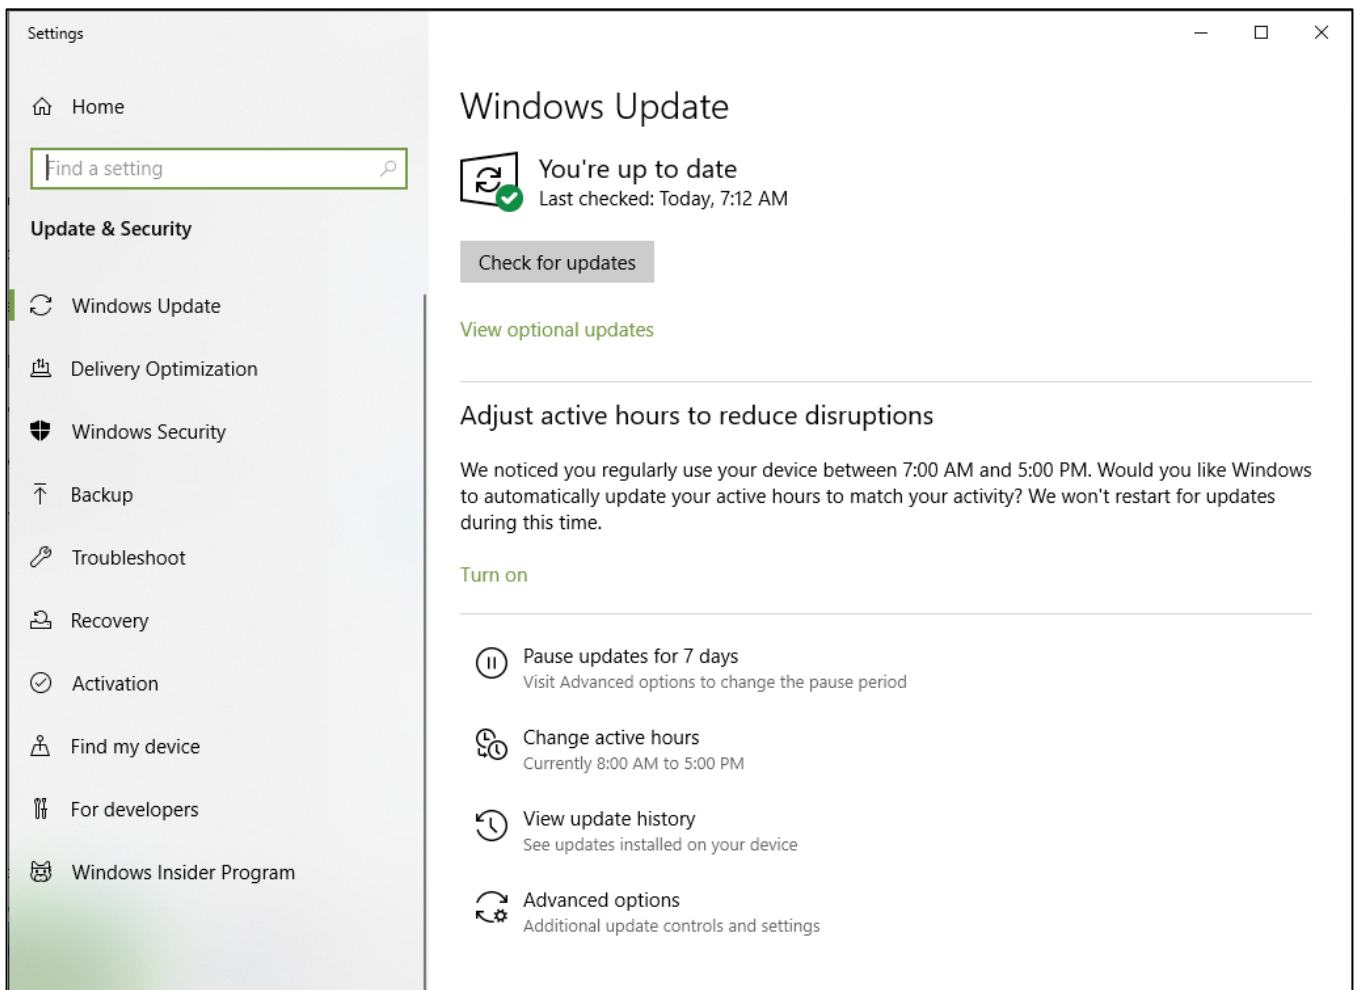 Settings
Home
Find a setting
Update & Security
Windows Update
Delivery Optimization
Windows Security
Backup
Troubleshoot
Recovery
Activation
Find my device
For developers
Windows Insider Program
Windows Update
You're up to date
Last checked: Today, 7:12 AM
Check for updates
View optional updates
Adjust active hours to reduce disruptions
We noticed you regularly use your device between 7:00 AM and 5:00 PM. Would you like Windows
to automatically update your active hours to match your activity? We won't restart for updates
during this time.
Turn on
Pause updates for 7 days
Visit Advanced options to change the pause period
Change active hours
Currently 8:00 AM to 5:00 PM
View update history
See updates installed on your device
Advanced options
Additional update controls and settings